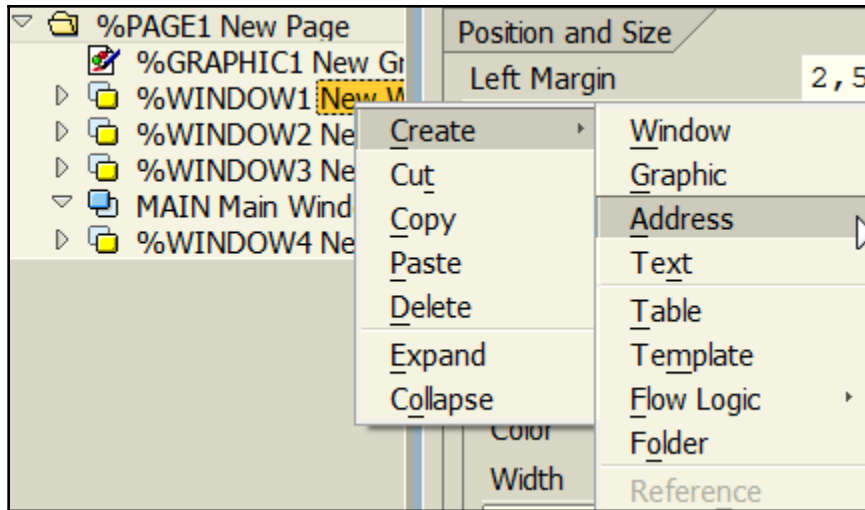 %PAGE1 New Page
%GRAPHIC1 New Gr
%WINDOW1 New W
%WINDOW2 Ne
%WINDOW3 Ne
MAIN Main Wind
%WINDOW4 Ne
Position and Size
Left Margin 2,5
Create
Cut
Copy
Paste
Delete
Expand
Collapse
Window
Graphic
Address
Text
Table
Template
Flow Logic
Folder
Reference
Color
Width